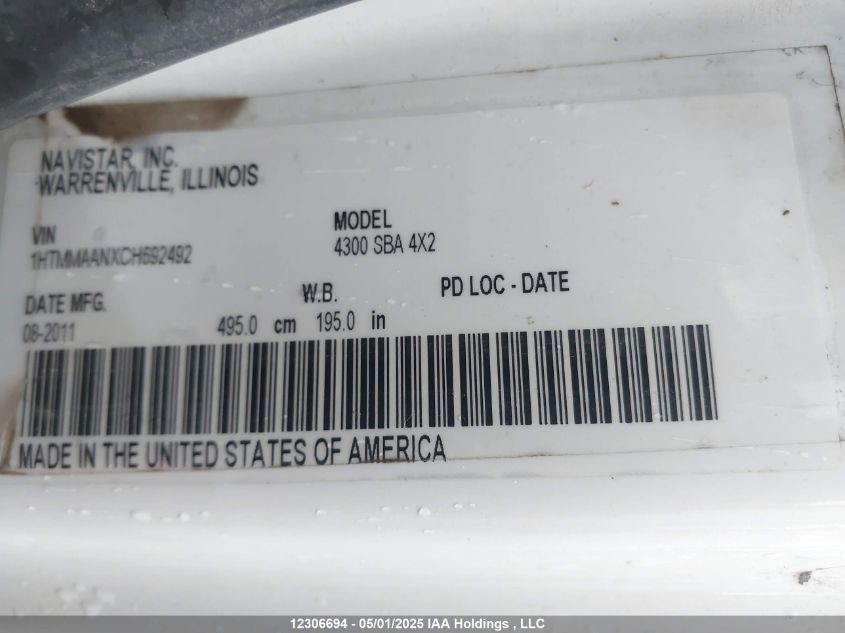 NAVISTAR, INC.
WARRENVILLE, ILLINOIS
VIN
1HTMMAANXCH692492
MODEL
4300 SBA 4X2
DATE MFG.
08-2011
W.B.
495.0 cm 195.0 in
PD LOC - DATE
MADE IN THE UNITED STATES OF AMERICA
12306694 - 05/01/2025 IAA Holdings , LLC